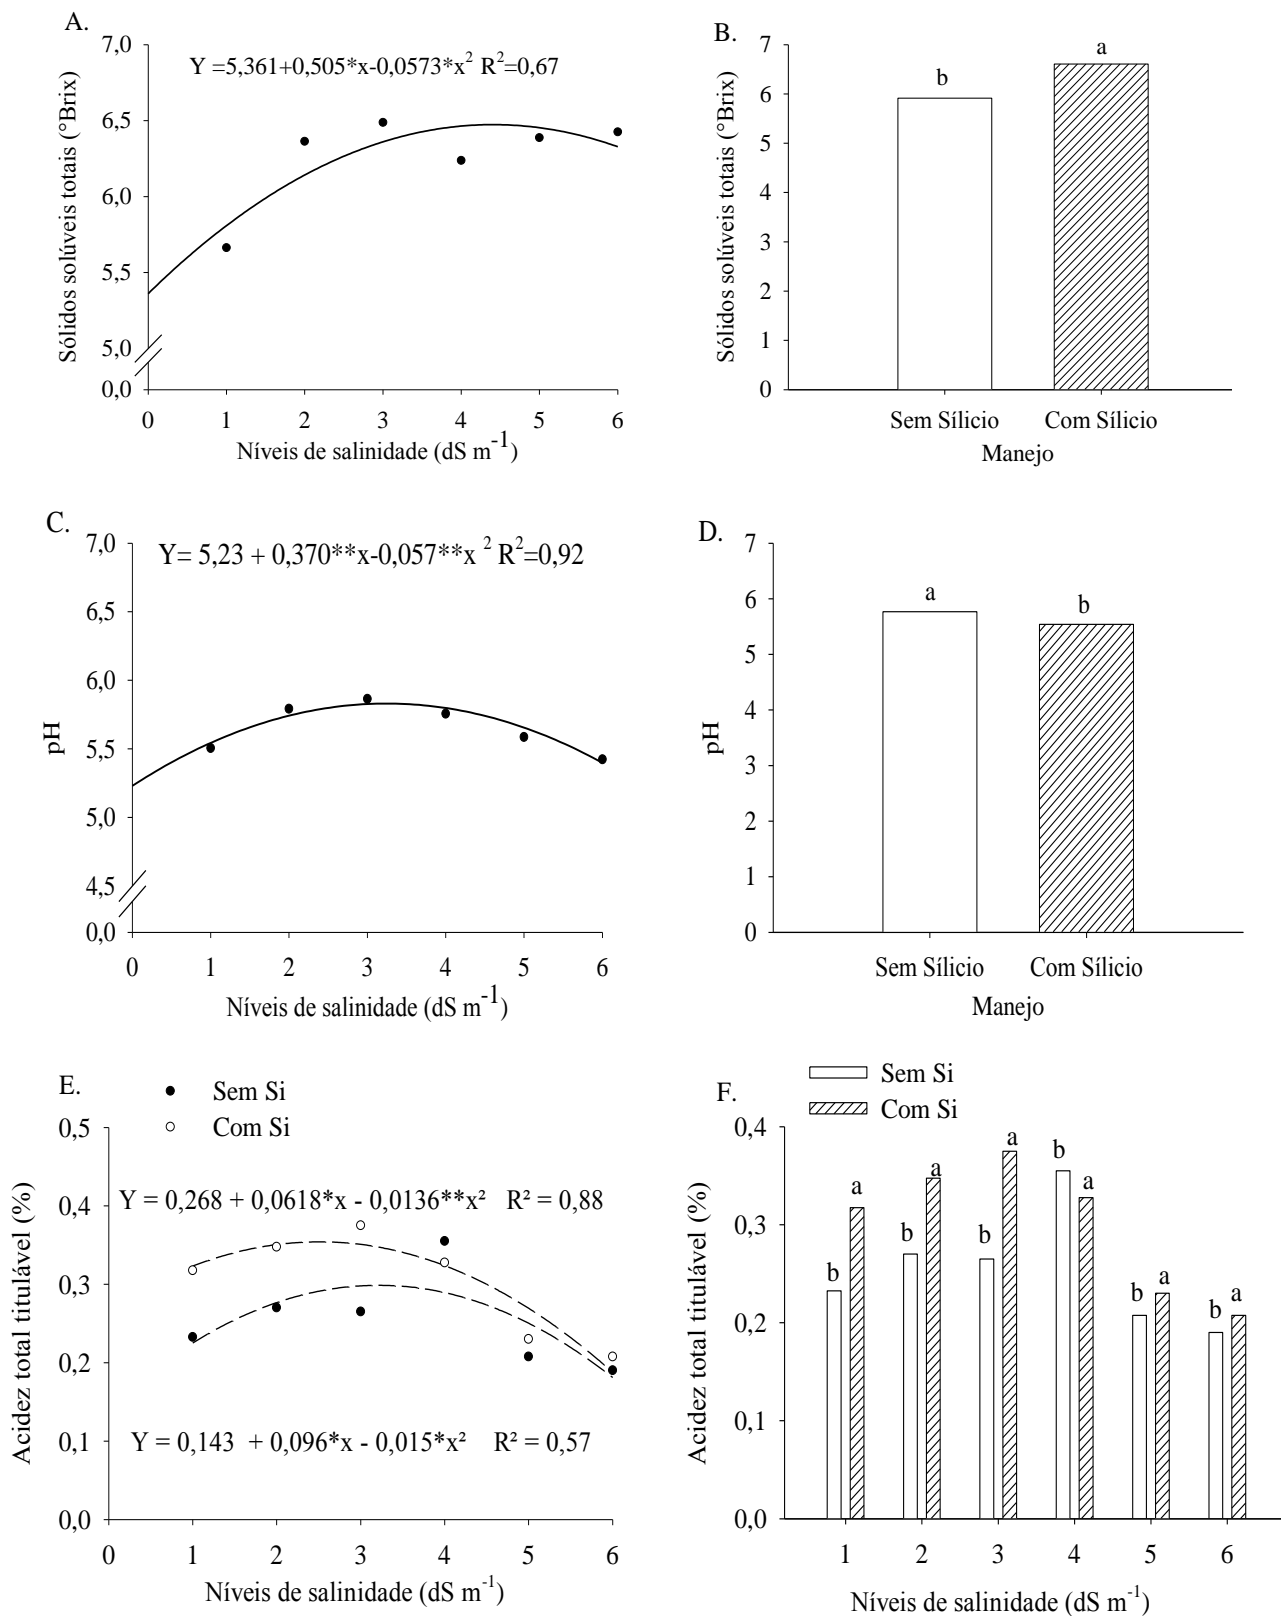 A.
Y =5,361+0,505*x-0,0573*x² R²=0,67
Sólidos solúveis totais (°Brix)
7,0
6,5
6,0
5,5
5,0
0,0
0 1 2 3 4 5 6
Níveis de salinidade (dS m⁻¹)
B.
Sólidos solúveis totais (°Brix)
7
6
5
4
3
2
1
0
b
a
Sem Sílicio Com Sílicio
Manejo
C.
Y= 5,23 + 0,370**x-0,057**x ² R²=0,92
pH
7,0
6,5
6,0
5,5
5,0
4,5
0,0
0 1 2 3 4 5 6
Níveis de salinidade (dS m⁻¹)
D.
pH
7
6
5
4
3
2
1
0
a
b
Sem Sílicio Com Sílicio
Manejo
E.
Sem Si
Com Si
Acidez total titulável (%)
0,5
0,4
0,3
0,2
0,1
0,0
Y = 0,268 + 0,0618*x - 0,0136**x² R² = 0,88
Y = 0,143 + 0,096*x - 0,015*x² R² = 0,57
0 1 2 3 4 5 6
Níveis de salinidade (dS m⁻¹)
F.
Sem Si
Com Si
Acidez total titulável (%)
0,4
0,3
0,2
0,1
0,0
b a b a b a b a b a b a
1 2 3 4 5 6
Níveis de salinidade (dS m⁻¹)